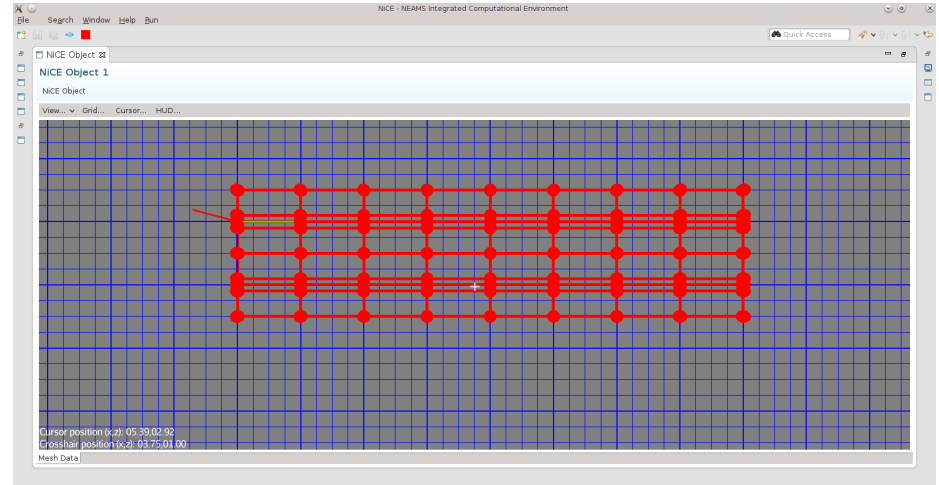 NiCE - NEAMS Integrated Computational Environment
File Search Window Help Run
Quick Access
NiCE Object
NiCE Object 1
NiCE Object
View... Grid... Cursor... HUD...
Cursor position (x,z): 05.39,02.92
Crosshair position (x,z): 03.75,01.00
Mesh Data